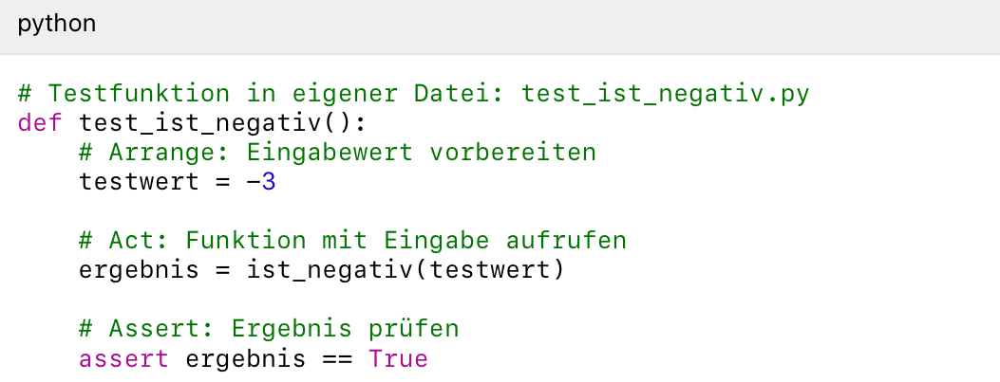 python
# Testfunktion in eigener Datei: test_ist_negativ.py
def test_ist_negativ():
    # Arrange: Eingabewert vorbereiten
    testwert = −3
    # Act: Funktion mit Eingabe aufrufen
    ergebnis = ist_negativ(testwert)
    # Assert: Ergebnis prüfen
    assert ergebnis == True